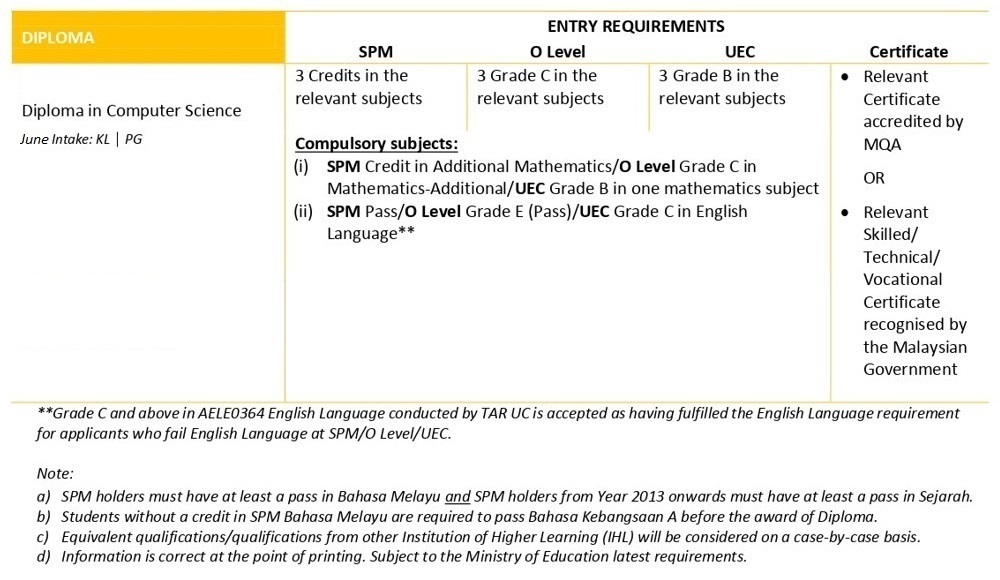 DIPLOMA
ENTRY REQUIREMENTS
SPM
O Level
UEC
Certificate
Diploma in Computer Science
June Intake: KL | PG
3 Credits in the
relevant subjects
3 Grade C in the
relevant subjects
3 Grade B in the
relevant subjects
Compulsory subjects:
(i) SPM Credit in Additional Mathematics/O Level Grade C in
Mathematics-Additional/UEC Grade B in one mathematics subject
(ii) SPM Pass/O Level Grade E (Pass)/UEC Grade C in English
Language**
• Relevant
Certificate
accredited by
MQA
OR
• Relevant
Skilled/
Technical/
Vocational
Certificate
recognised by
the Malaysian
Government
**Grade C and above in AELE0364 English Language conducted by TAR UC is accepted as having fulfilled the English Language requirement
for applicants who fail English Language at SPM/O Level/UEC.
Note:
a) SPM holders must have at least a pass in Bahasa Melayu and SPM holders from Year 2013 onwards must have at least a pass in Sejarah.
b) Students without a credit in SPM Bahasa Melayu are required to pass Bahasa Kebangsaan A before the award of Diploma.
c) Equivalent qualifications/qualifications from other Institution of Higher Learning (IHL) will be considered on a case-by-case basis.
d) Information is correct at the point of printing. Subject to the Ministry of Education latest requirements.